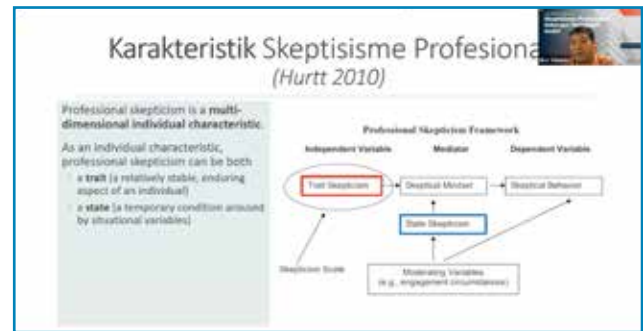 Karakteristik Skeptisisme Profesiona
(Hurtt 2010)
Professional skepticism is a multi-
dimensional individual characteristic.
As an individual characteristic,
professional skepticism can be both
a trait (a relatively stable, enduring
aspect of an individual)
a state (a temporary condition aroused
by situational variables)
Professional Skepticism Framework
Independent Variable Mediator Dependent Variable
Trait Skepticism Skeptical Mindset Skeptical Behavior
State Skepticism
Skepticism Scale
Moderating Variables
(e.g., engagement circumstances)